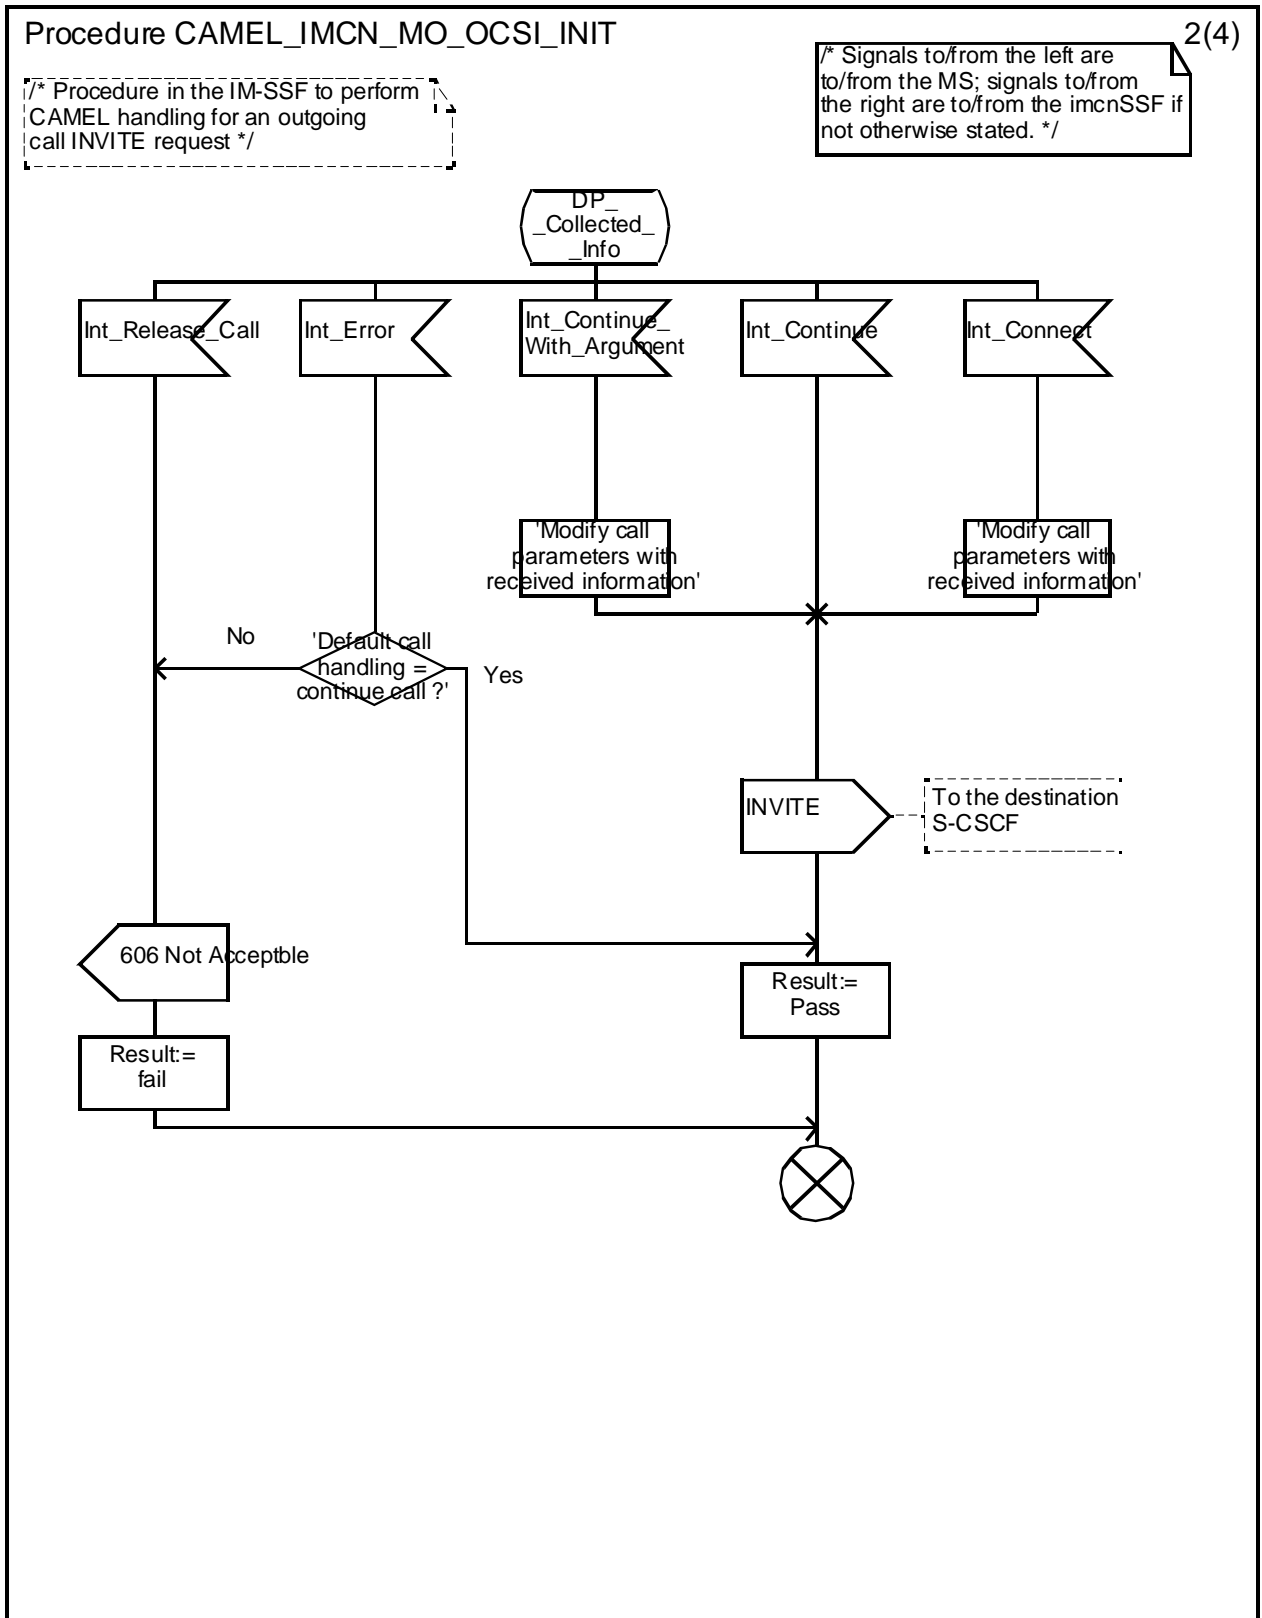 Procedure CAMEL_IMCN_MO_OCSI_INIT
2(4)
/* Procedure in the IM-SSF to perform
CAMEL handling for an outgoing
call INVITE request */
/* Signals to/from the left are
to/from the MS; signals to/from
the right are to/from the imcnSSF if
not otherwise stated. */
DP_
_Collected_
_Info
Int_Release_Call
Int_Error
Int_Continue_
With_Argument
Int_Continue
Int_Connect
'Modify call
parameters with
received information'
'Modify call
parameters with
received information'
No
'Default call
handling =
continue call ?'
Yes
INVITE
To the destination
S-CSCF
606 Not Acceptble
Result:=
Pass
Result:=
fail